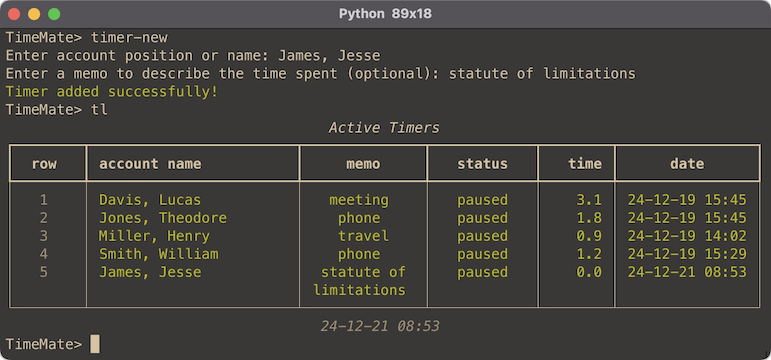 Python 89x18
TimeMate> timer-new
Enter account position or name: James, Jesse
Enter a memo to describe the time spent (optional): statute of limitations
Timer added successfully!
TimeMate> tl
Active Timers
row account name memo status time date
1 Davis, Lucas meeting paused 3.1 24-12-19 15:45
2 Jones, Theodore phone paused 1.8 24-12-19 15:45
3 Miller, Henry travel paused 0.9 24-12-19 14:02
4 Smith, William phone paused 1.2 24-12-19 15:29
5 James, Jesse statute of paused 0.0 24-12-21 08:53
limitations
24-12-21 08:53
TimeMate>